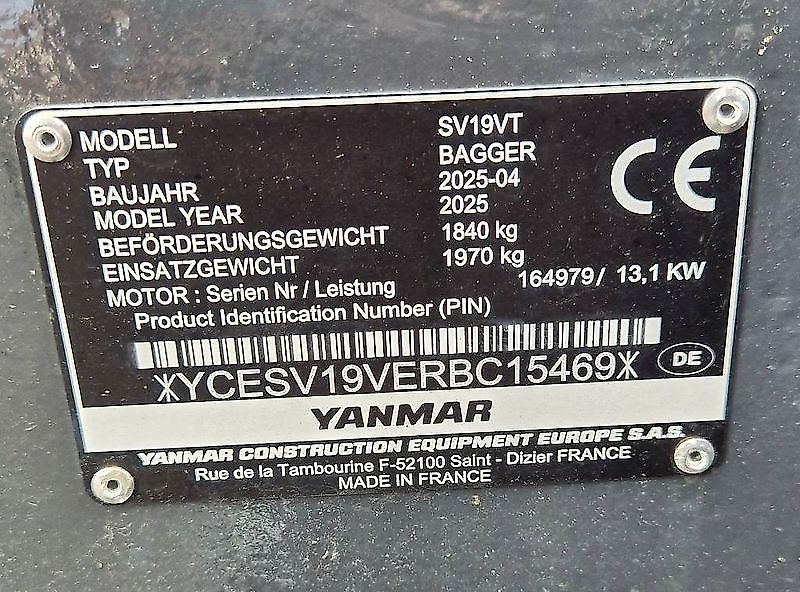 MODELL SV19VT
TYP BAGGER
BAUJAHR 2025-04
MODEL YEAR 2025
BEFÖRDERUNGSGEWICHT 1840 kg
EINSATZGEWICHT 1970 kg
MOTOR : Serien Nr / Leistung 164979/ 13,1 KW
Product Identification Number (PIN)
*YCESV19VERBC15469*
DE
YANMAR
YANMAR CONSTRUCTION EQUIPMENT EUROPE S.A.S.
Rue de la Tambourine F-52100 Saint - Dizier FRANCE
MADE IN FRANCE
CE